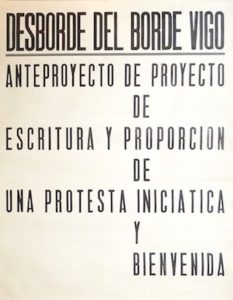 DESBORDE DEL BORDE VIGO
ANTEPROYECTO DE PROYECTO
DE
ESCRITURA Y PROPORCION
DE
UNA PROTESTA INICIATICA
Y
BIENVENIDA